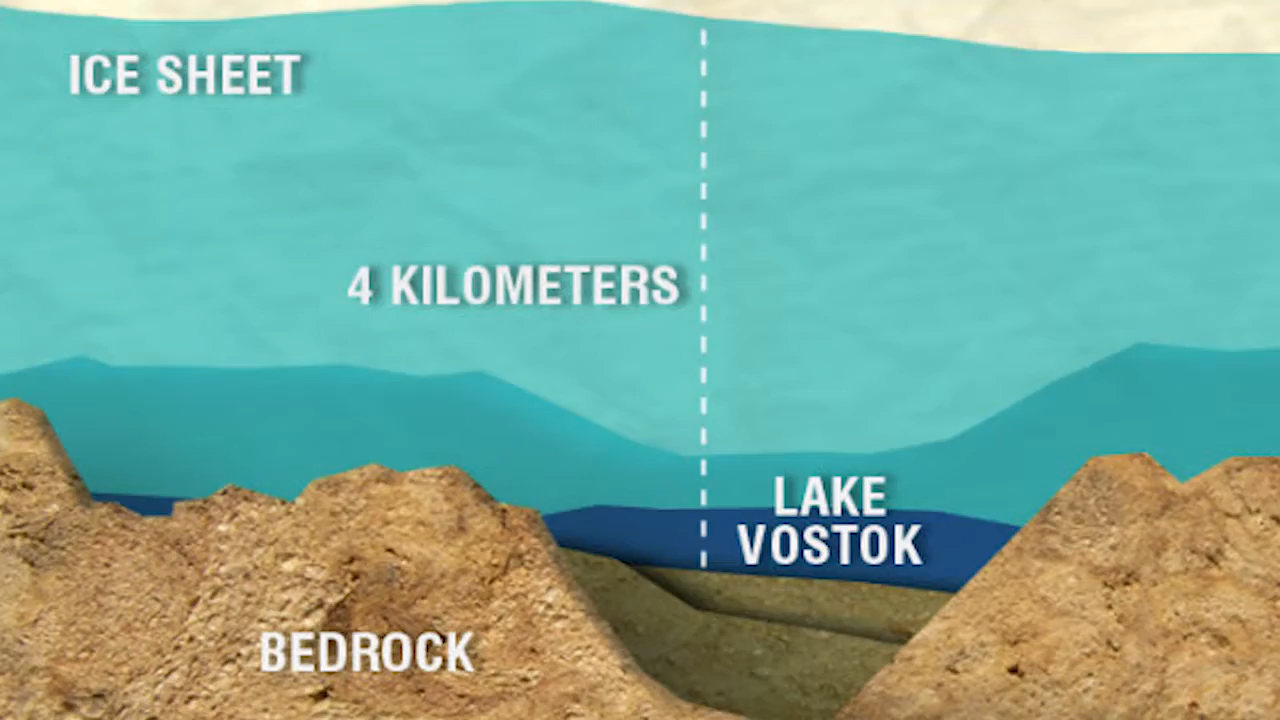 ICE SHEET
4 KILOMETERS
LAKE
VOSTOK
BEDROCK